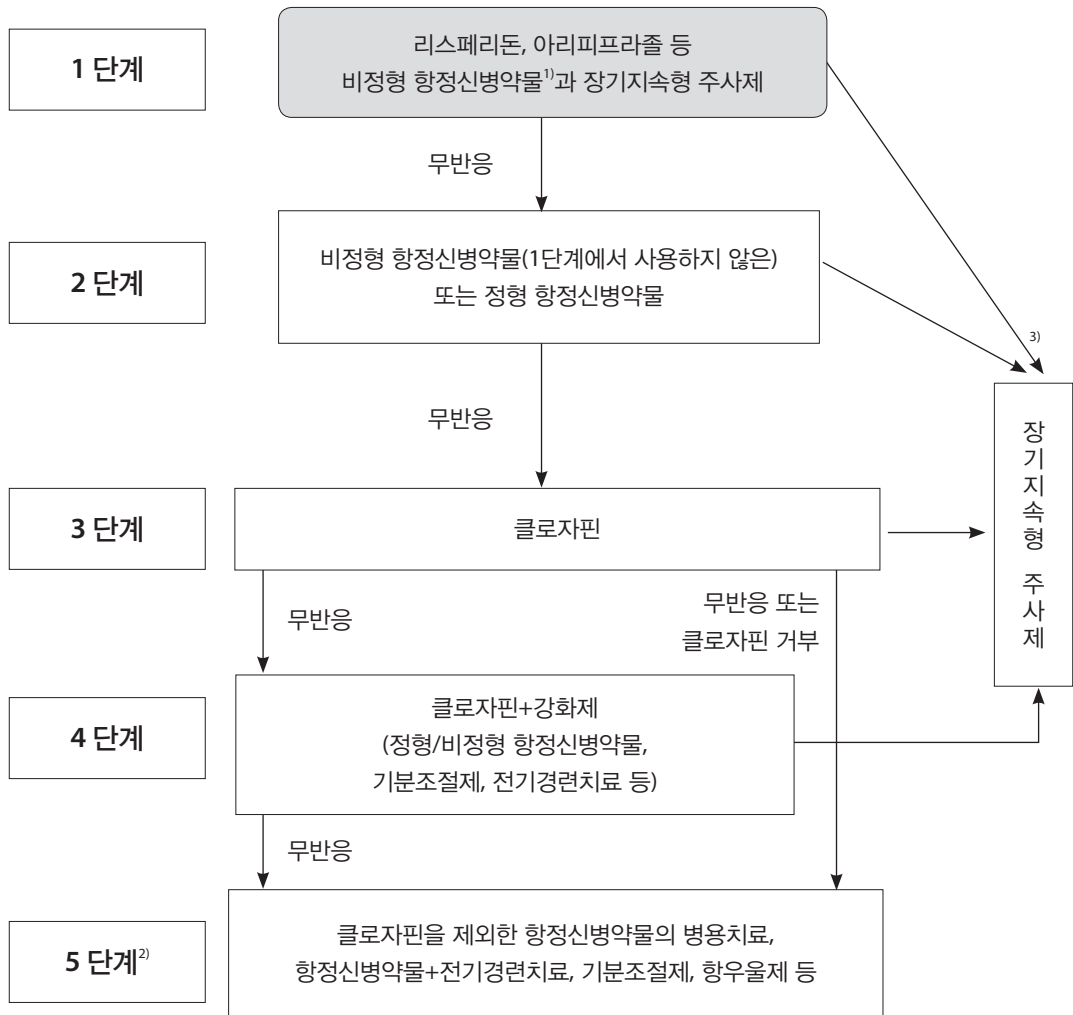 1 단계
리스페리돈, 아리피프라졸 등
비정형 항정신병약물1)과 장기지속형 주사제
무반응
2 단계
비정형 항정신병약물(1단계에서 사용하지 않은)
또는 정형 항정신병약물
3)
무반응
장기지속형 주사제
3 단계
클로자핀
무반응
무반응 또는
클로자핀 거부
4 단계
클로자핀+강화제
(정형/비정형 항정신병약물,
기분조절제, 전기경련치료 등)
무반응
5 단계2)
클로자핀을 제외한 항정신병약물의 병용치료,
항정신병약물+전기경련치료, 기분조절제, 항우울제 등